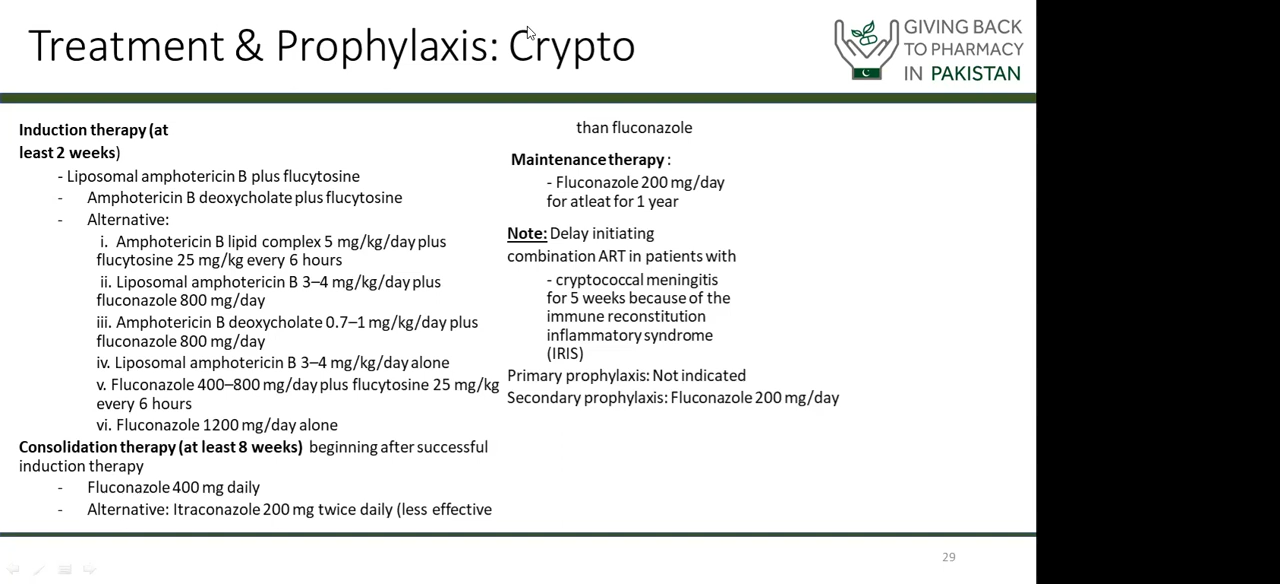 Treatment & Prophylaxis: Crypto
GIVING BACK
TO PHARMACY
IN PAKISTAN
Induction therapy (at
least 2 weeks)
- Liposomal amphotericin B plus flucytosine
- Amphotericin B deoxycholate plus flucytosine
- Alternative:
i. Amphotericin B lipid complex 5 mg/kg/day plus
flucytosine 25 mg/kg every 6 hours
ii. Liposomal amphotericin B 3–4 mg/kg/day plus
fluconazole 800 mg/day
iii. Amphotericin B deoxycholate 0.7–1 mg/kg/day plus
fluconazole 800 mg/day
iv. Liposomal amphotericin B 3–4 mg/kg/day alone
v. Fluconazole 400–800 mg/day plus flucytosine 25 mg/kg
every 6 hours
vi. Fluconazole 1200 mg/day alone
Consolidation therapy (at least 8 weeks) beginning after successful
induction therapy
- Fluconazole 400 mg daily
- Alternative: Itraconazole 200 mg twice daily (less effective
than fluconazole
Maintenance therapy :
- Fluconazole 200 mg/day
for atleat for 1 year
Note: Delay initiating
combination ART in patients with
- cryptococcal meningitis
for 5 weeks because of the
immune reconstitution
inflammatory syndrome
(IRIS)
Primary prophylaxis: Not indicated
Secondary prophylaxis: Fluconazole 200 mg/day
29